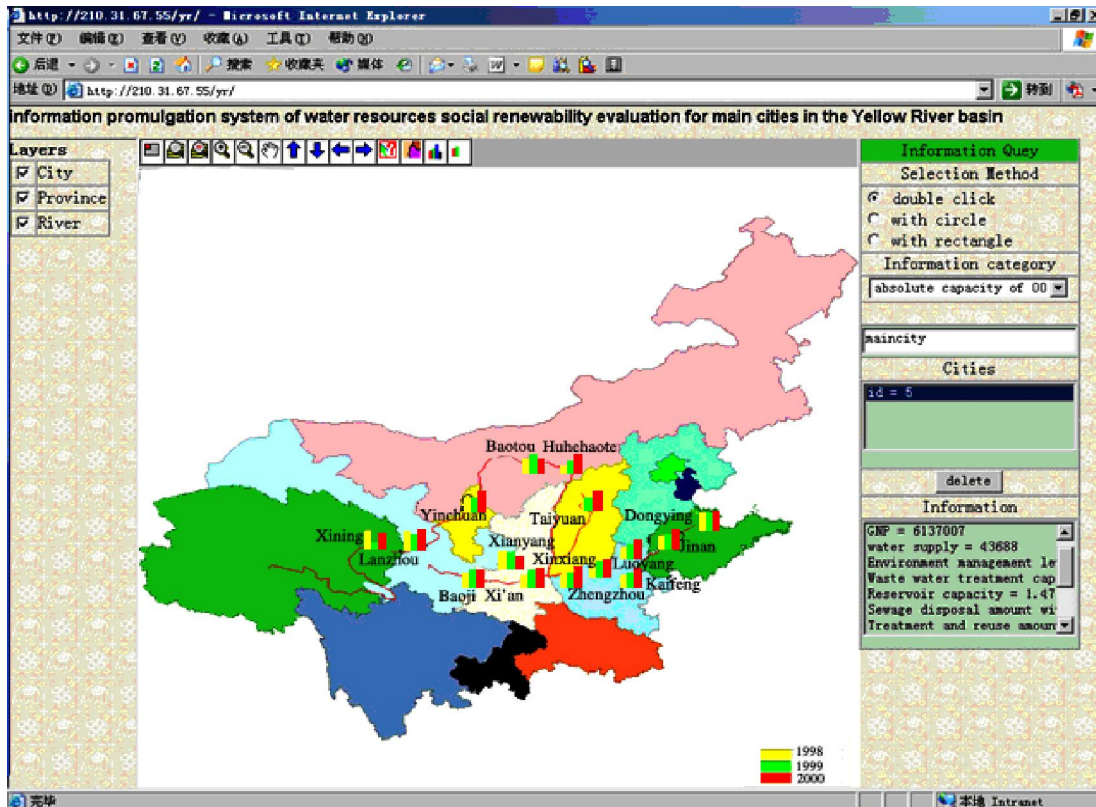 http://210.31.67.55/yr/ - Microsoft Internet Explorer
文件(F) 编辑(E) 查看(V) 收藏(A) 工具(T) 帮助(H)
后退 搜索 收藏夹 媒体
地址(D) http://210.31.67.55/yr/ 转到
information promulgation system of water resources social renewability evaluation for main cities in the Yellow River basin
Layers
City
Province
River
Information Quey
Selection Method
double click
with circle
with rectangle
Information category
absolute capacity of 00
maincity
Cities
id = 5
delete
Information
GNP = 6137007
water supply = 43688
Environment management le
Waste water treatment cap
Reservoir capacity = 1.47
Sewage disposal amount wi
Treatment and reuse amoun
Baotou Huhehaote
Yinchuan
Taiyuan
Dongying
Xining
Lanzhou
Xianyang
Xinxiang
Luoyang
Jinan
Baoji
Xi'an
Zhengzhou
Kaifeng
1998
1999
2000
完毕
本地 Intranet